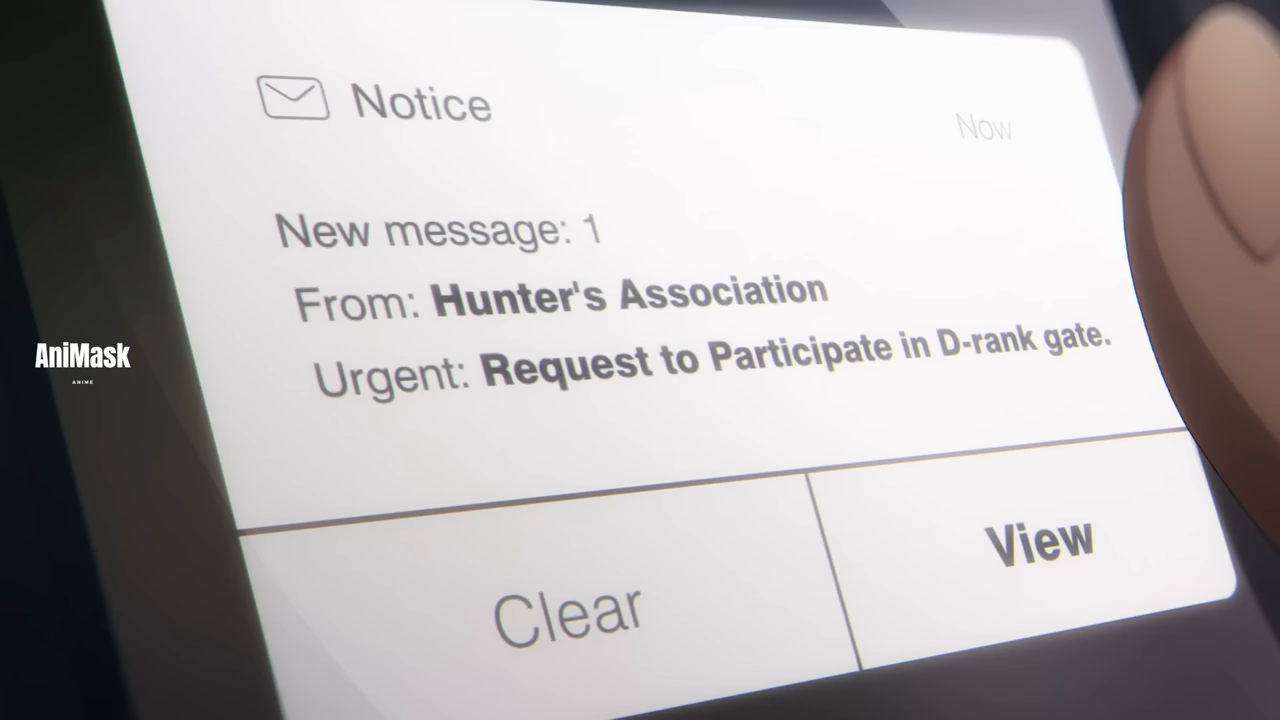 Notice
Now
New message: 1
From: Hunter's Association
Urgent: Request to Participate in D-rank gate.
AniMask
ANIME
Clear
View